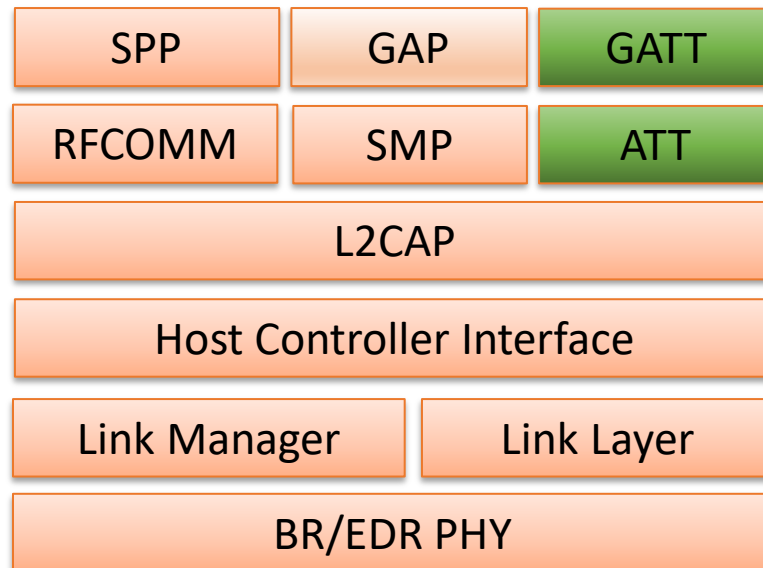 SPP GAP GATT
RFCOMM SMP ATT
L2CAP
Host Controller Interface
Link Manager Link Layer
BR/EDR PHY